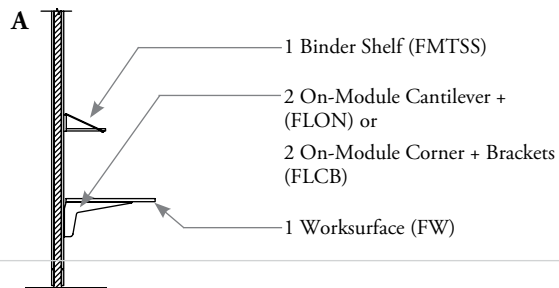 A
1 Binder Shelf (FMTSS)
2 On-Module Cantilever +
(FLON) or
2 On-Module Corner + Brackets
(FLCB)
1 Worksurface (FW)